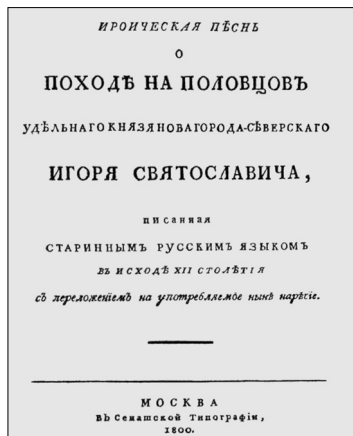 ИРОИЧЕСКАЯ ПѢСНЬ
О
ПОХОДѢ НА ПОЛОВЦОВЪ
УДѢЛЬНАГО КНЯЗЯ НОВАГОРОДА-СѢВЕРСКАГО
ИГОРЯ СВЯТОСЛАВИЧА,
писанная
СТАРИННЫМЪ РУССКИМЪ ЯЗЫКОМЪ
ВЪ ИСХОДѢ XII СТОЛѢТІЯ
съ переложеніемъ на употребляемое нынѣ нарѣчіе.
МОСКВА
Въ Сенатской Типографіи,
1800.